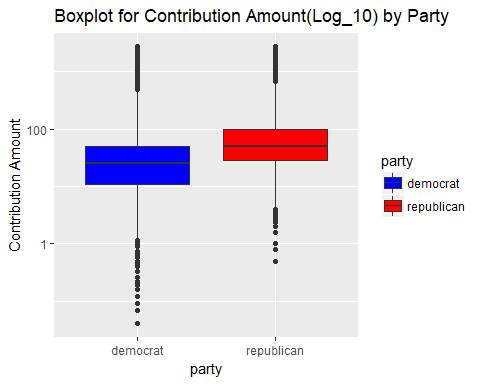 Boxplot for Contribution Amount(Log_10) by Party
Contribution Amount
100
1
democrat
republican
party
party
democrat
republican